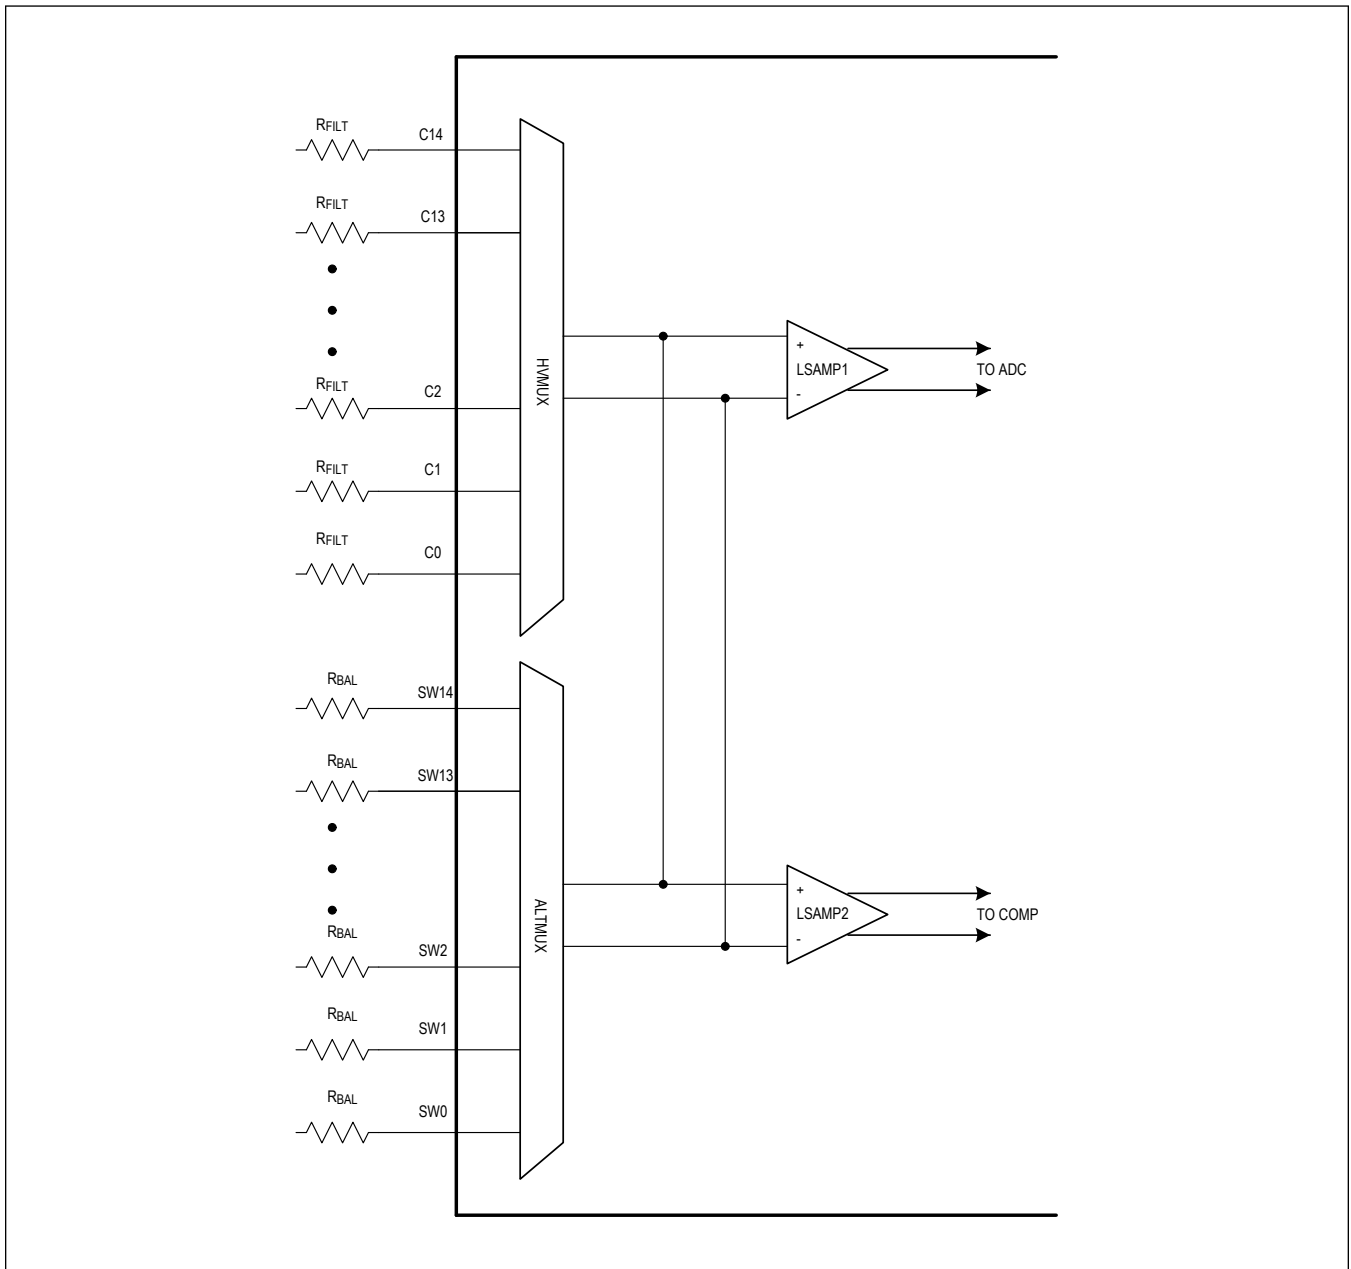 RFILT
C14
RFILT
C13
RFILT
C2
RFILT
C1
RFILT
C0
HVMUX
+
LSAMP1
-
TO ADC
RBAL
SW14
RBAL
SW13
RBAL
SW2
RBAL
SW1
RBAL
SW0
ALTMUX
+
LSAMP2
-
TO COMP